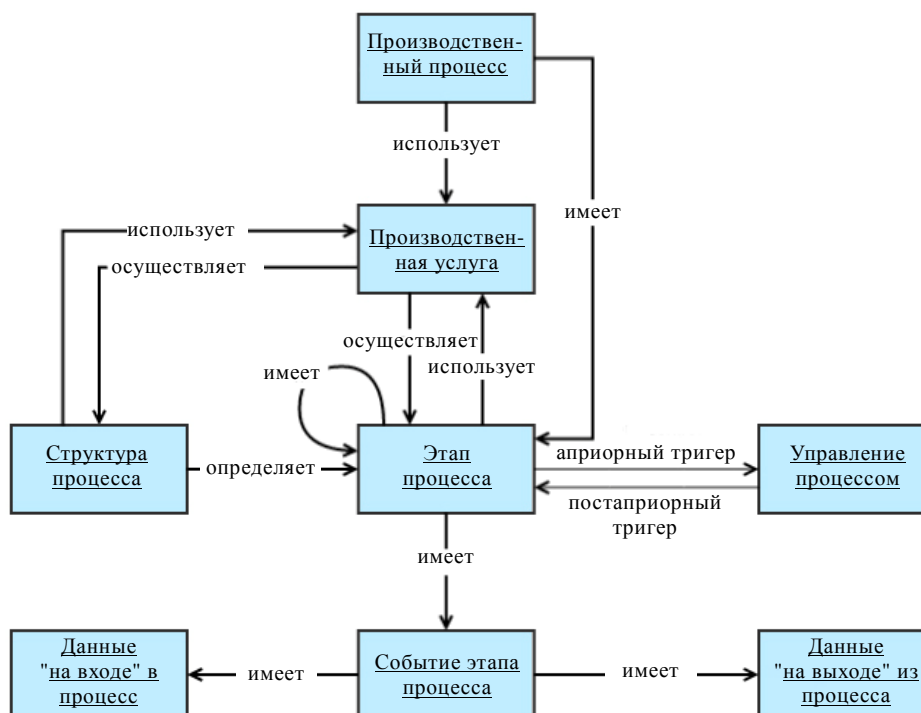 Производствен-
ный процесс
использует
имеет
использует
Производствен-
ная услуга
осуществляет
осуществляет
имеет
использует
Структура
процесса
определяет
Этап
процесса
априорный тригер
постаприорный
тригер
Управление
процессом
имеет
Данные
"на входе" в
процесс
имеет
Событие этапа
процесса
имеет
Данные
"на выходе" из
процесса